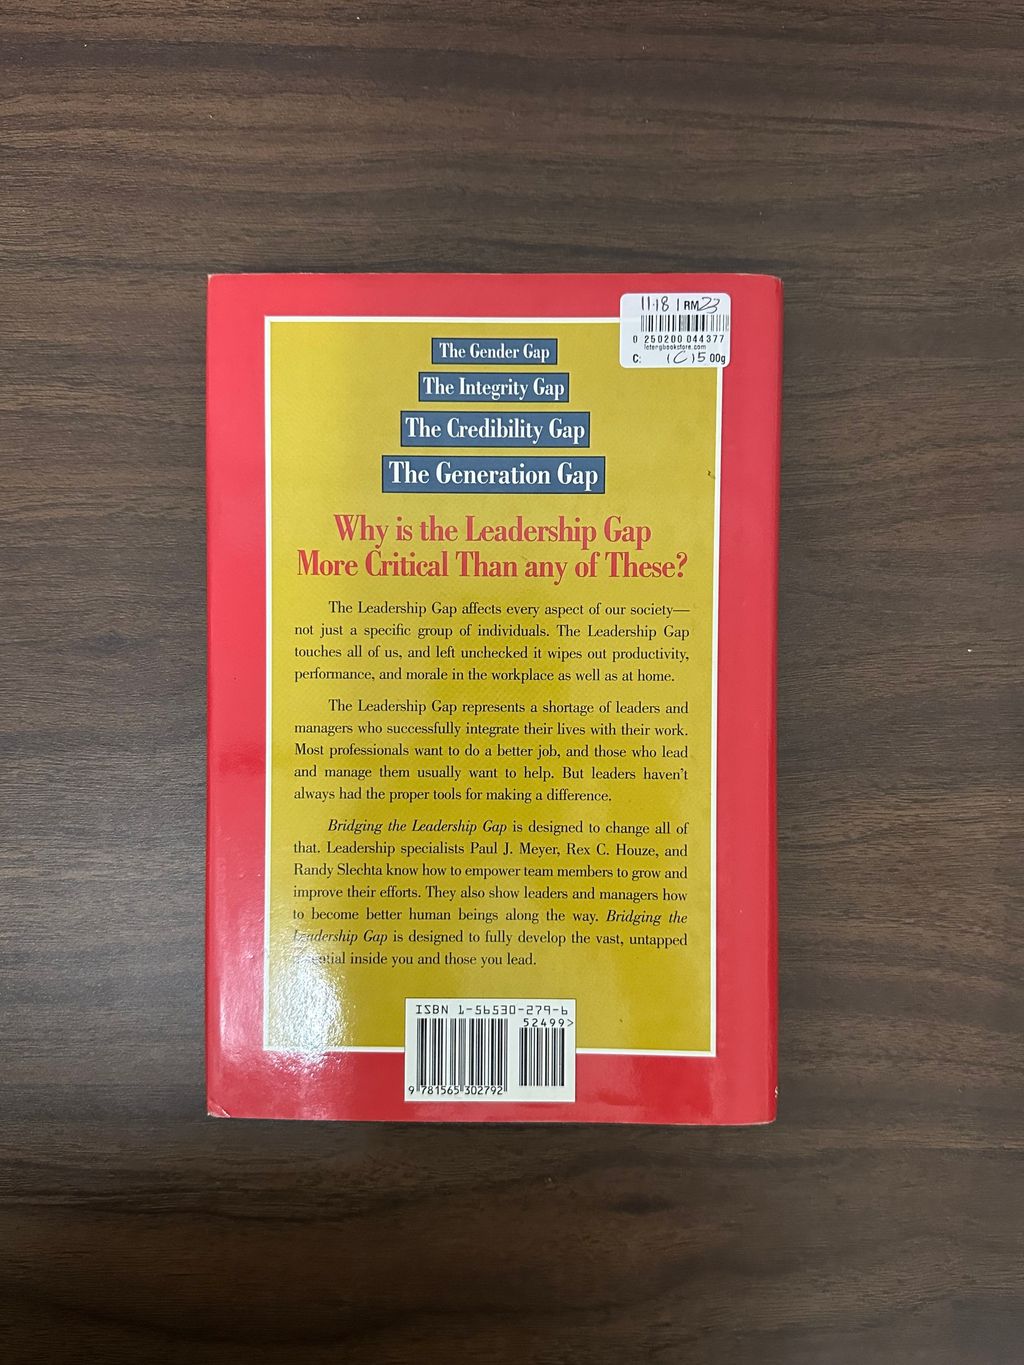 11·18 | RM23
0 250200 044377
C: (C) 500g
The Gender Gap
The Integrity Gap
The Credibility Gap
The Generation Gap
Why is the Leadership Gap
More Critical Than any of These?
The Leadership Gap affects every aspect of our society—
not just a specific group of individuals. The Leadership Gap
touches all of us, and left unchecked it wipes out productivity,
performance, and morale in the workplace as well as at home.
The Leadership Gap represents a shortage of leaders and
managers who successfully integrate their lives with their work.
Most professionals want to do a better job, and those who lead
and manage them usually want to help. But leaders haven't
always had the proper tools for making a difference.
Bridging the Leadership Gap is designed to change all of
that. Leadership specialists Paul J. Meyer, Rex C. Houze, and
Randy Slechta know how to empower team members to grow and
improve their efforts. They also show leaders and managers how
to become better human beings along the way. Bridging the
Leadership Gap is designed to fully develop the vast, untapped
potential inside you and those you lead.
ISBN 1-56530-279-6
52499>
9 781565 302792